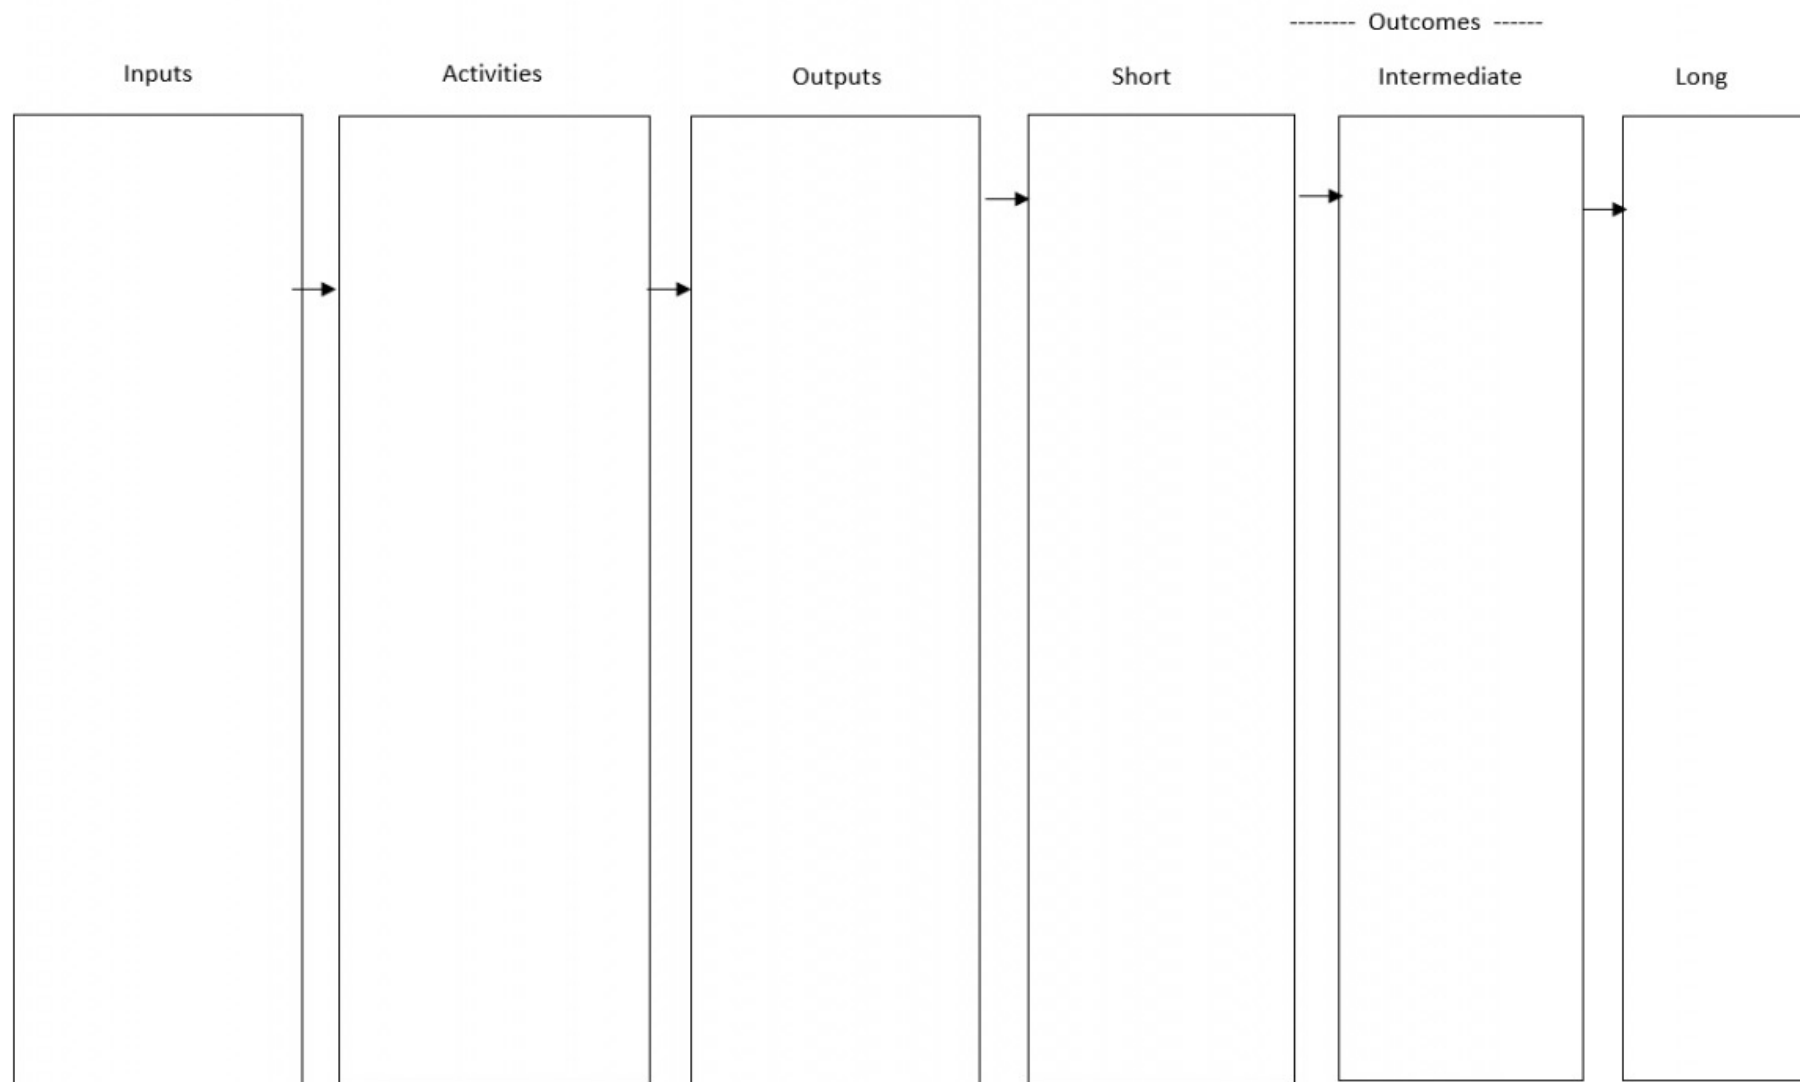 -------- Outcomes ------
Inputs Activities Outputs Short Intermediate Long